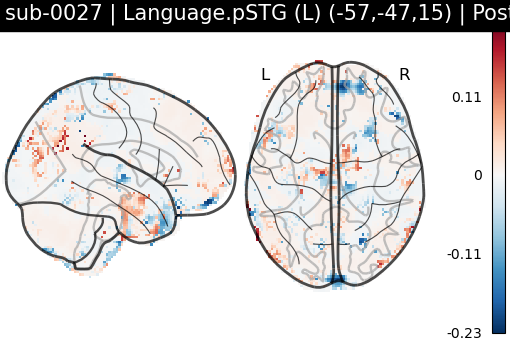 sub-0027 | Language.pSTG (L) (-57,-47,15) | Post
L
R
0.11
0
-0.11
-0.23